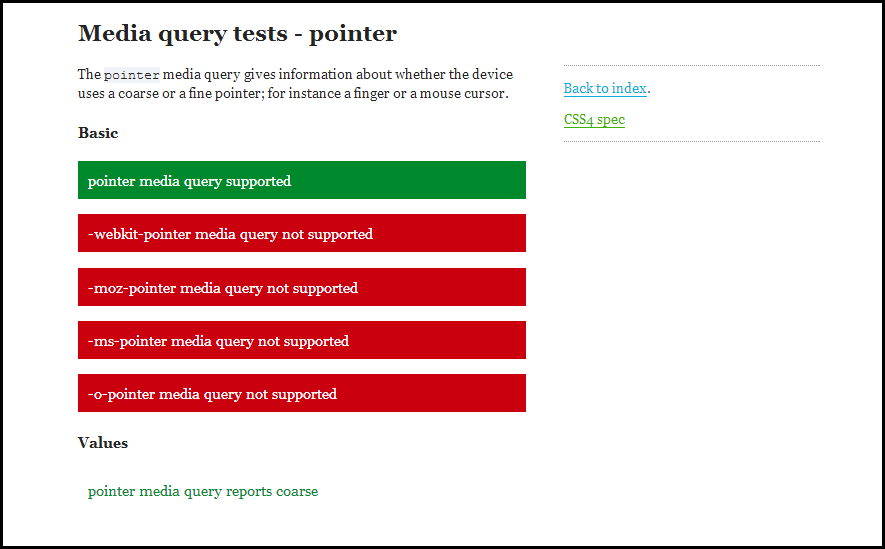 Media query tests - pointer
The pointer media query gives information about whether the device
uses a coarse or a fine pointer; for instance a finger or a mouse cursor.
Basic
pointer media query supported
-webkit-pointer media query not supported
-moz-pointer media query not supported
-ms-pointer media query not supported
-o-pointer media query not supported
Values
pointer media query reports coarse
Back to index.
CSS4 spec